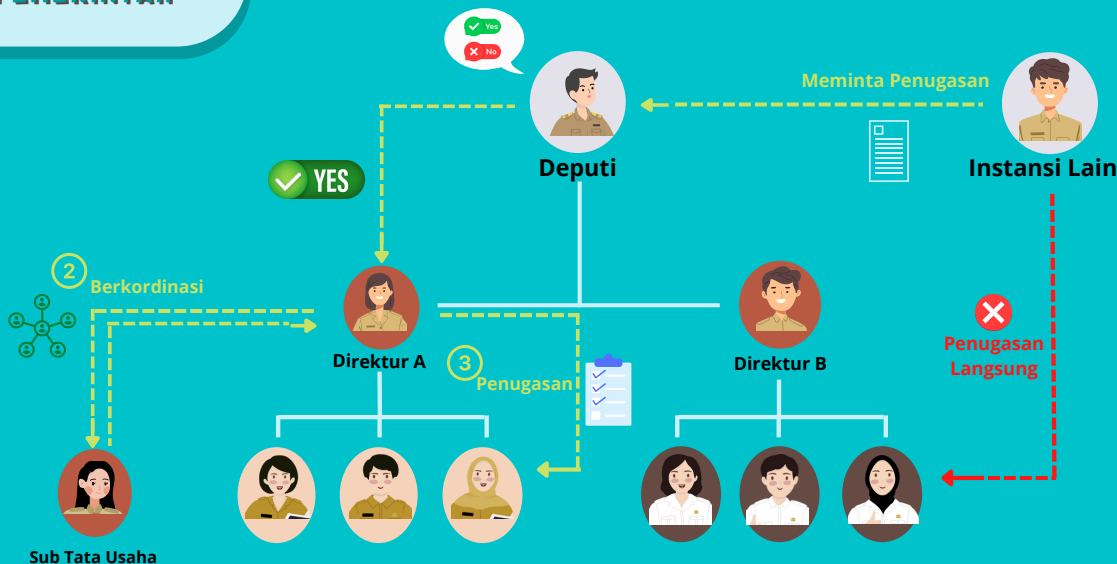 Yes
No
Meminta Penugasan
Deputi
Instansi Lain
YES
2
Berkordinasi
Direktur A
3
Penugasan
Direktur B
Penugasan
Langsung
Sub Tata Usaha